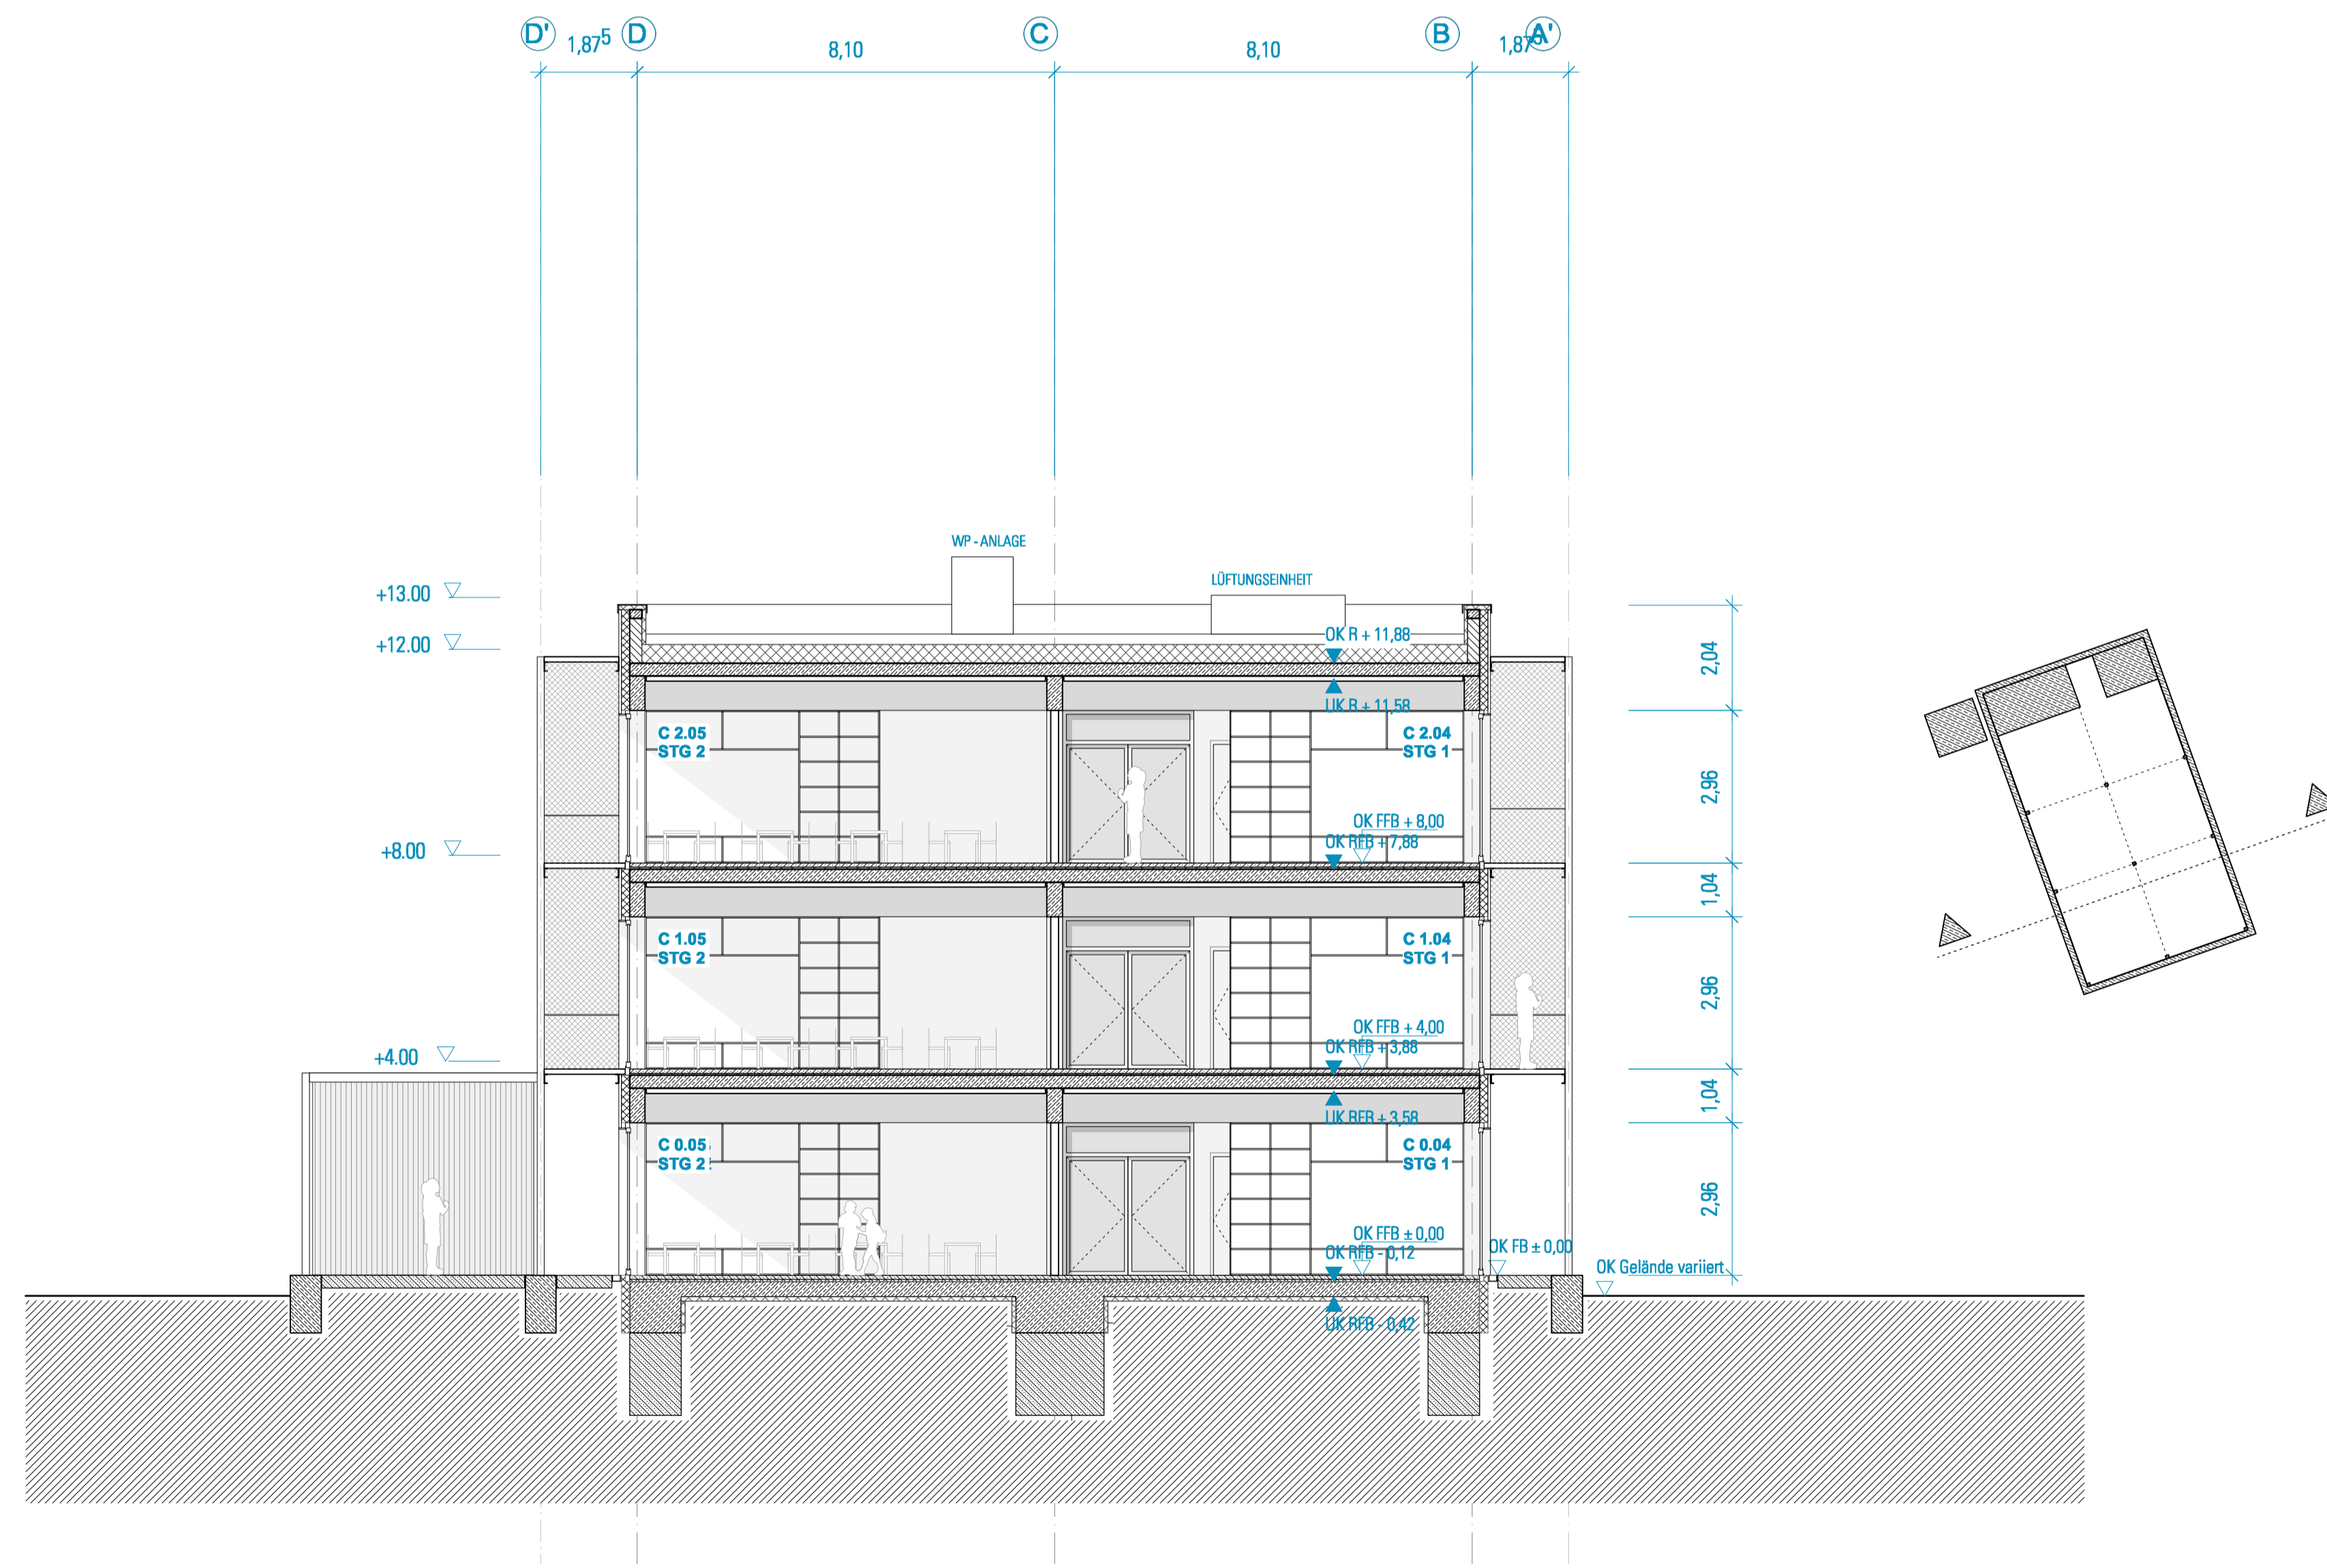 D' 1,87⁵ D 8,10 C 8,10 B 1,87⁵ A'
WP - ANLAGE
LÜFTUNGSEINHEIT
+13.00
+12.00
OK R + 11,88
UK R + 11,58
2,04
C 2.05
STG 2
C 2.04
STG 1
2,96
OK FFB + 8,00
OK RFB + 7,88
+8.00
1,04
C 1.05
STG 2
C 1.04
STG 1
2,96
OK FFB + 4,00
OK RFB + 3,88
+4.00
1,04
UK RFB + 3,58
C 0.05
STG 2
C 0.04
STG 1
2,96
OK FFB ± 0,00
OK RFB - 0,12
OK FB ± 0,00
OK Gelände variiert
UK RFB - 0,42